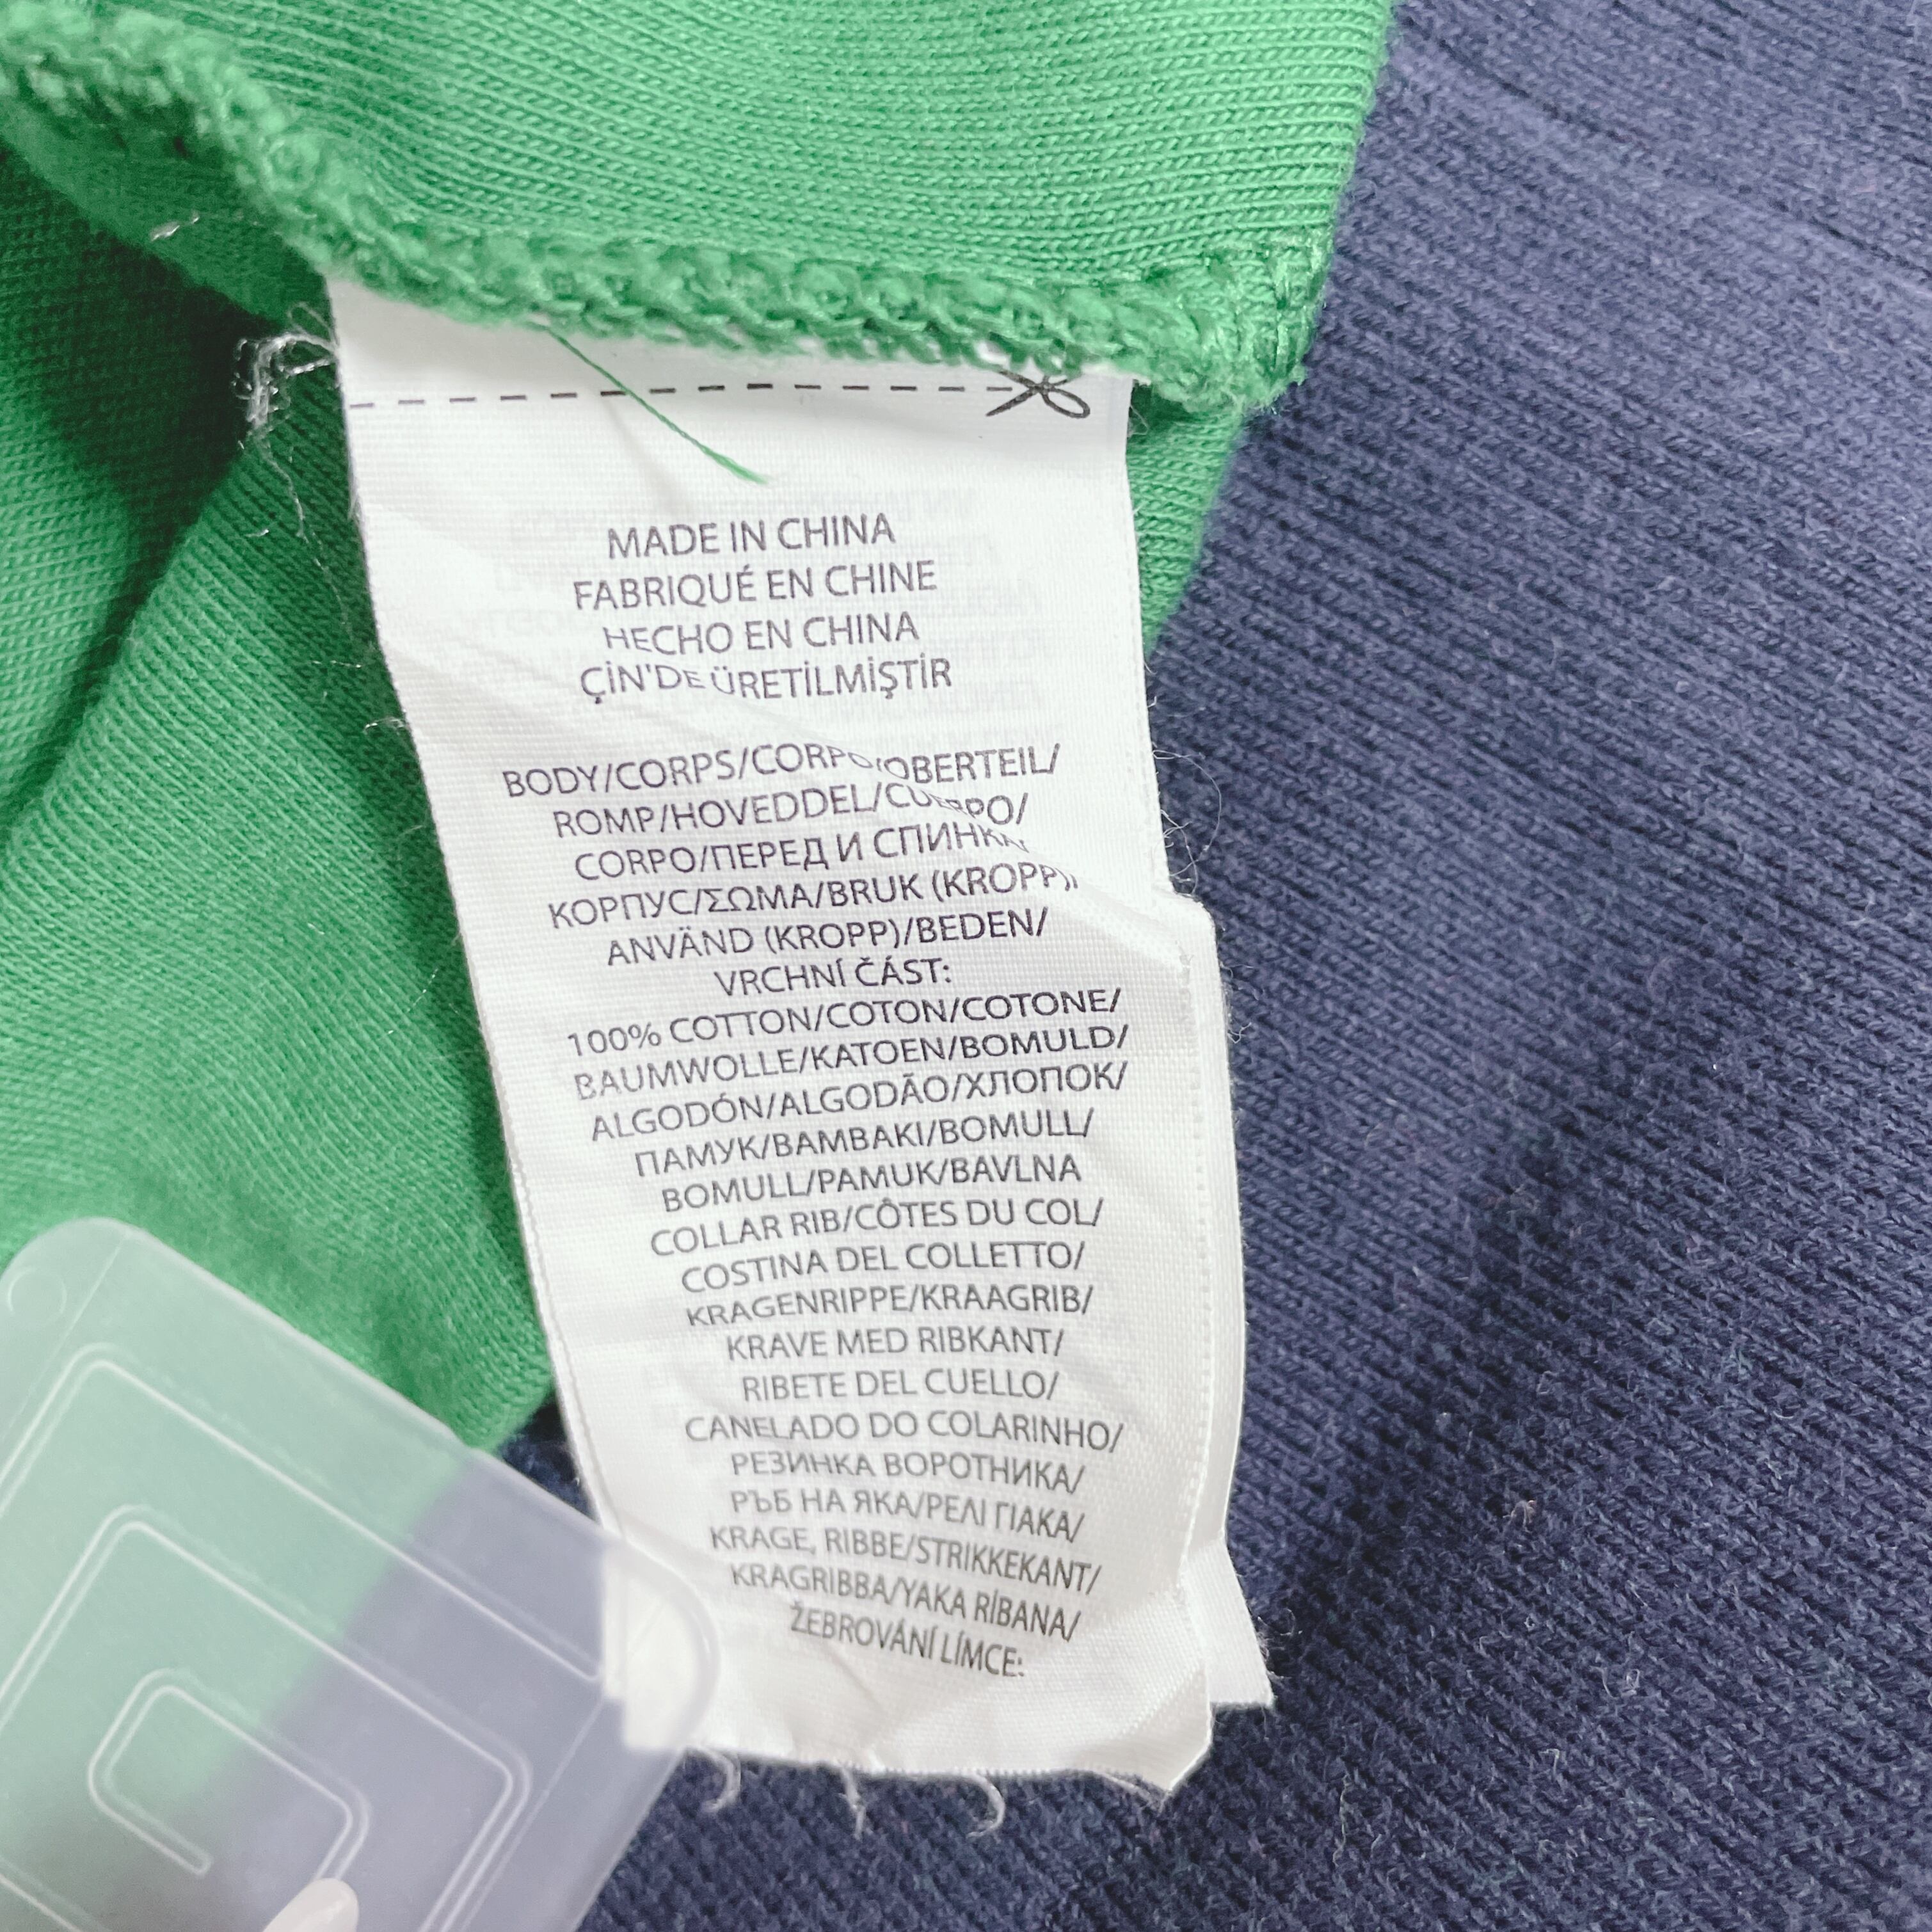 MADE IN CHINA
FABRIQUÉ EN CHINE
HECHO EN CHINA
ÇİN'DE ÜRETİLMİŞTİR
BODY/CORPS/CORPO/OBERTEIL/
ROMP/HOVEDDEL/CUERPO/
CORPO/ПЕРЕД И СПИНКА/
КОРПУС/ΣΩΜΑ/BRUK (KROPP)/
ANVÄND (KROPP)/BEDEN/
VRCHNÍ ČÁST:
100% COTTON/COTON/COTONE/
BAUMWOLLE/KATOEN/BOMULD/
ALGODÓN/ALGODÃO/ХЛОПОК/
ПАМУК/BAMBAKI/BOMULL/
BOMULL/PAMUK/BAVLNA
COLLAR RIB/CÔTES DU COL/
COSTINA DEL COLLETTO/
KRAGENRIPPE/KRAAGRIB/
KRAVE MED RIBKANT/
RIBETE DEL CUELLO/
CANELADO DO COLARINHO/
РЕЗИНКА ВОРОТНИКА/
РЪБ НА ЯКА/ΡΕΛΙ ΓΙΑΚΑ/
KRAGE, RIBBE/STRIKKEKANT/
KRAGRIBBA/YAKA RİBANA/
ŽEBROVÁNÍ LÍMCE: